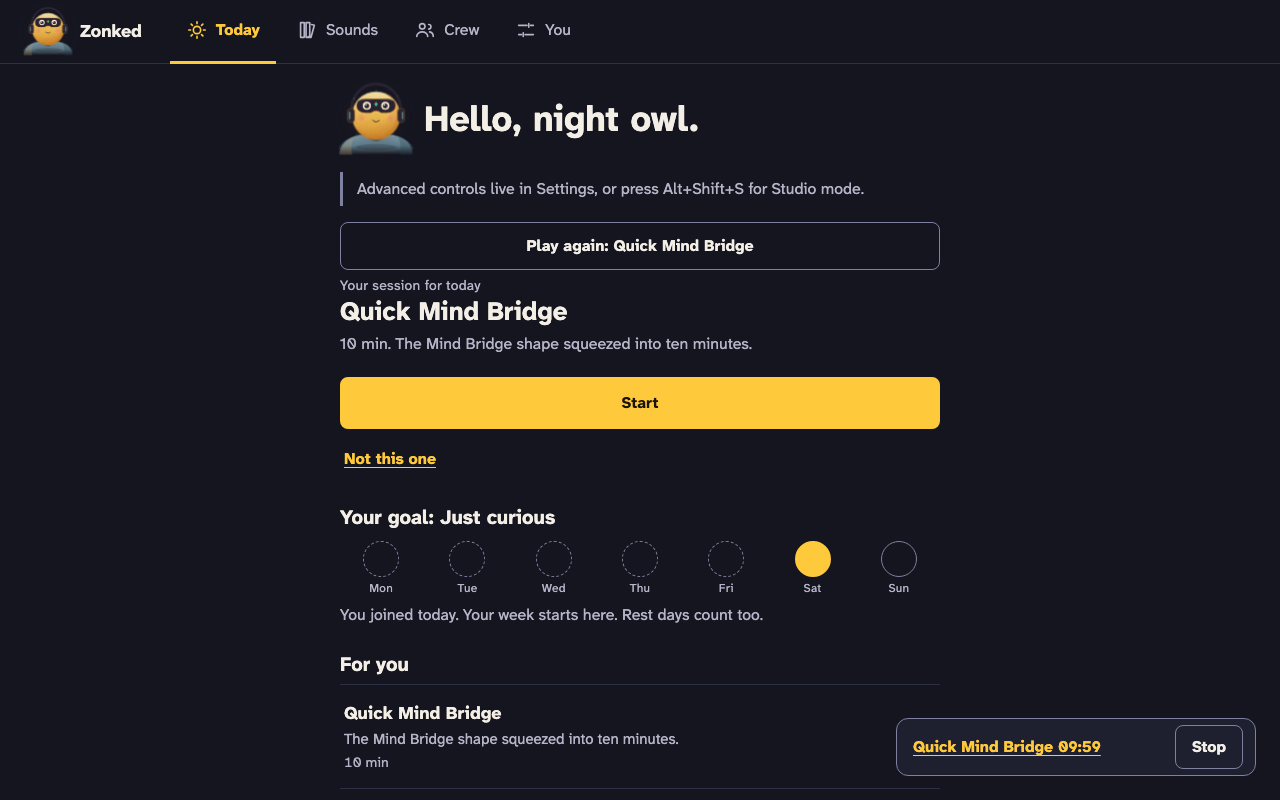 Zonked
Today
Sounds
Crew
You
Hello, night owl.
Advanced controls live in Settings, or press Alt+Shift+S for Studio mode.
Play again: Quick Mind Bridge
Your session for today
Quick Mind Bridge
10 min. The Mind Bridge shape squeezed into ten minutes.
Start
Not this one
Your goal: Just curious
Mon Tue Wed Thu Fri Sat Sun
You joined today. Your week starts here. Rest days count too.
For you
Quick Mind Bridge
The Mind Bridge shape squeezed into ten minutes.
10 min
Quick Mind Bridge 09:59
Stop